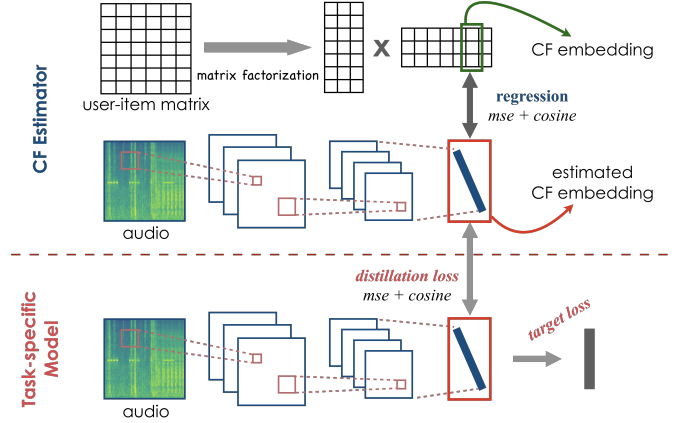 CF Estimator
user-item matrix
matrix factorization
X
CF embedding
regression
mse + cosine
audio
estimated
CF embedding
distillation loss
mse + cosine
Task-specific
Model
audio
target loss